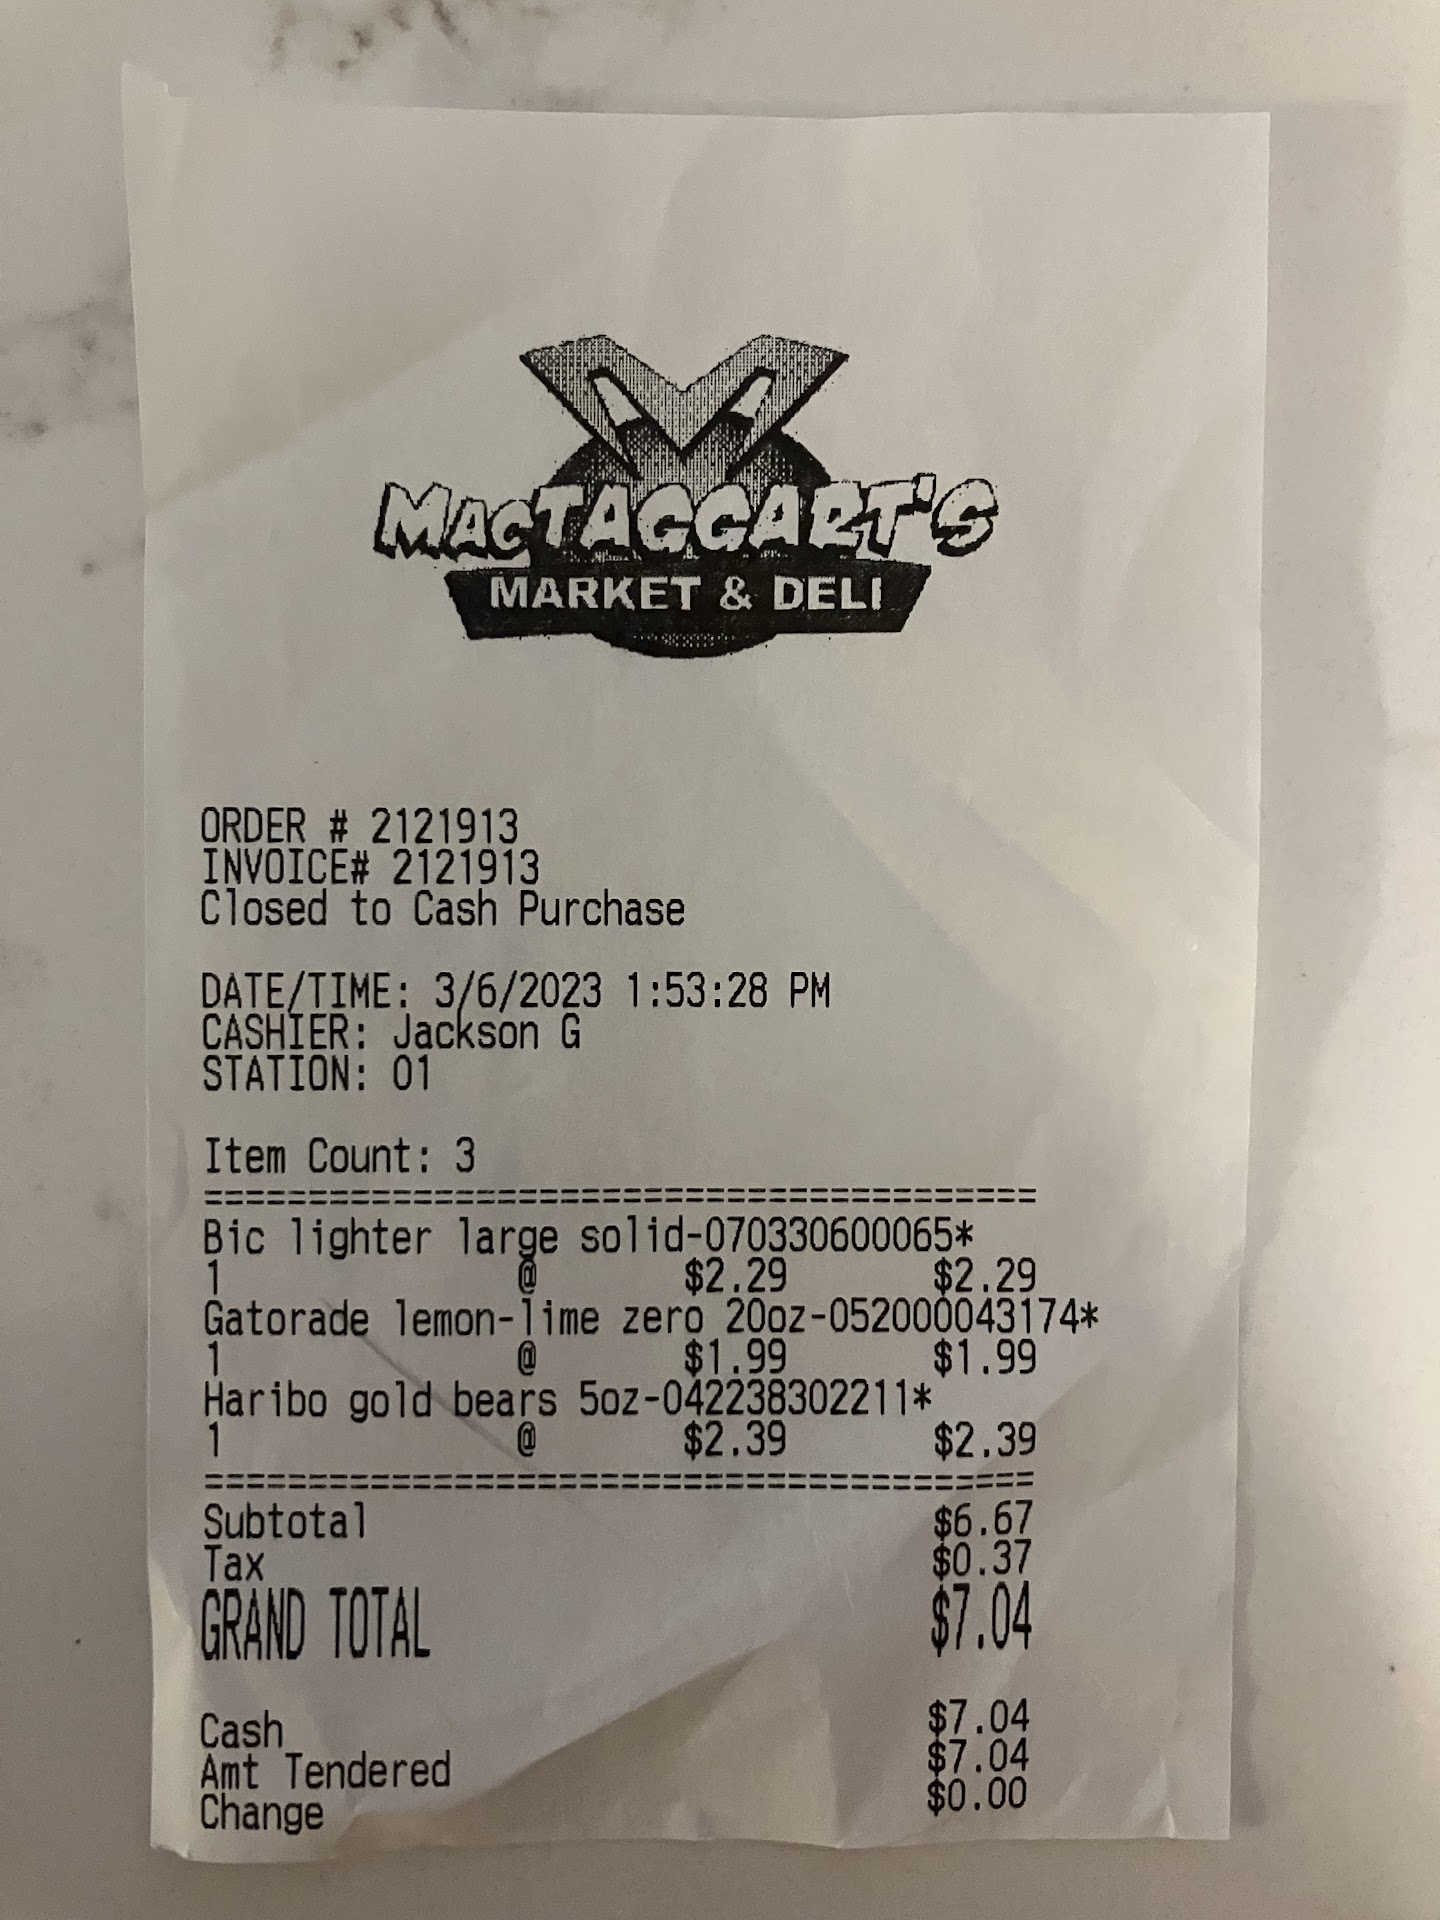 MACTAGGART'S
MARKET & DELI
ORDER # 2121913
INVOICE# 2121913
Closed to Cash Purchase
DATE/TIME: 3/6/2023 1:53:28 PM
CASHIER: Jackson G
STATION: 01
Item Count: 3
========================================
Bic lighter large solid-070330600065*
1 @ $2.29 $2.29
Gatorade lemon-lime zero 20oz-052000043174*
1 @ $1.99 $1.99
Haribo gold bears 5oz-042238302211*
1 @ $2.39 $2.39
========================================
Subtotal $6.67
Tax $0.37
GRAND TOTAL $7.04
Cash $7.04
Amt Tendered $7.04
Change $0.00